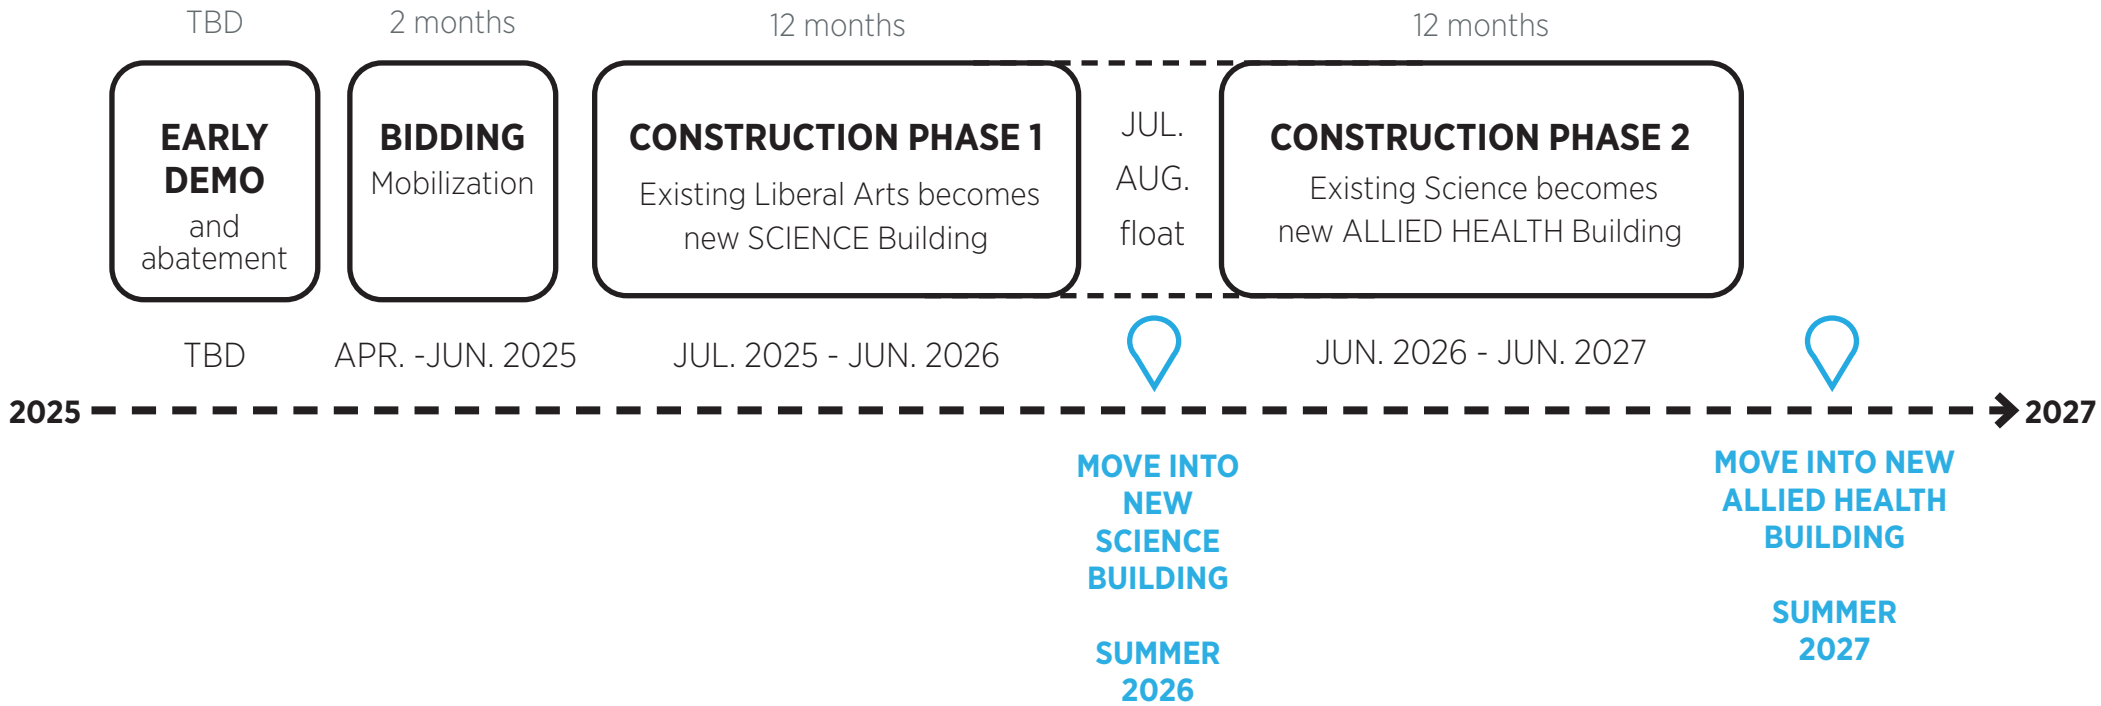 TBD
2 months
12 months
12 months
EARLY
DEMO
and
abatement
BIDDING
Mobilization
CONSTRUCTION PHASE 1
Existing Liberal Arts becomes
new SCIENCE Building
JUL.
AUG.
float
CONSTRUCTION PHASE 2
Existing Science becomes
new ALLIED HEALTH Building
TBD
APR. -JUN. 2025
JUL. 2025 - JUN. 2026
JUN. 2026 - JUN. 2027
2025
2027
MOVE INTO
NEW
SCIENCE
BUILDING
SUMMER
2026
MOVE INTO NEW
ALLIED HEALTH
BUILDING
SUMMER
2027